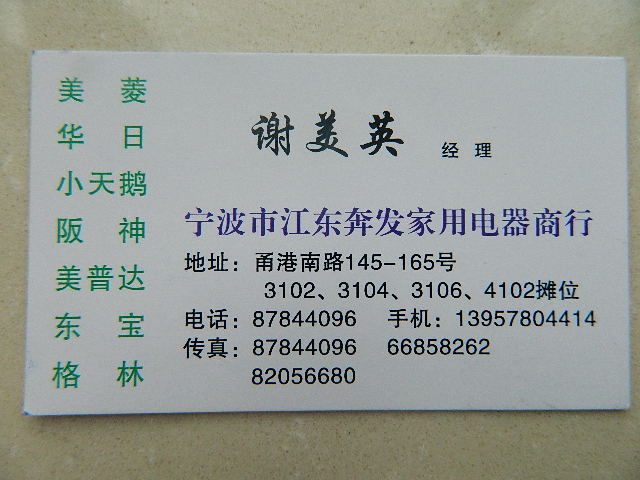 美菱
华日
小天鹅
阪神
美普达
东宝
格林
谢美英 经理
宁波市江东奔发家用电器商行
地址：甬港南路145-165号
3102、3104、3106、4102摊位
电话：87844096 手机：13957804414
传真：87844096 66858262
82056680